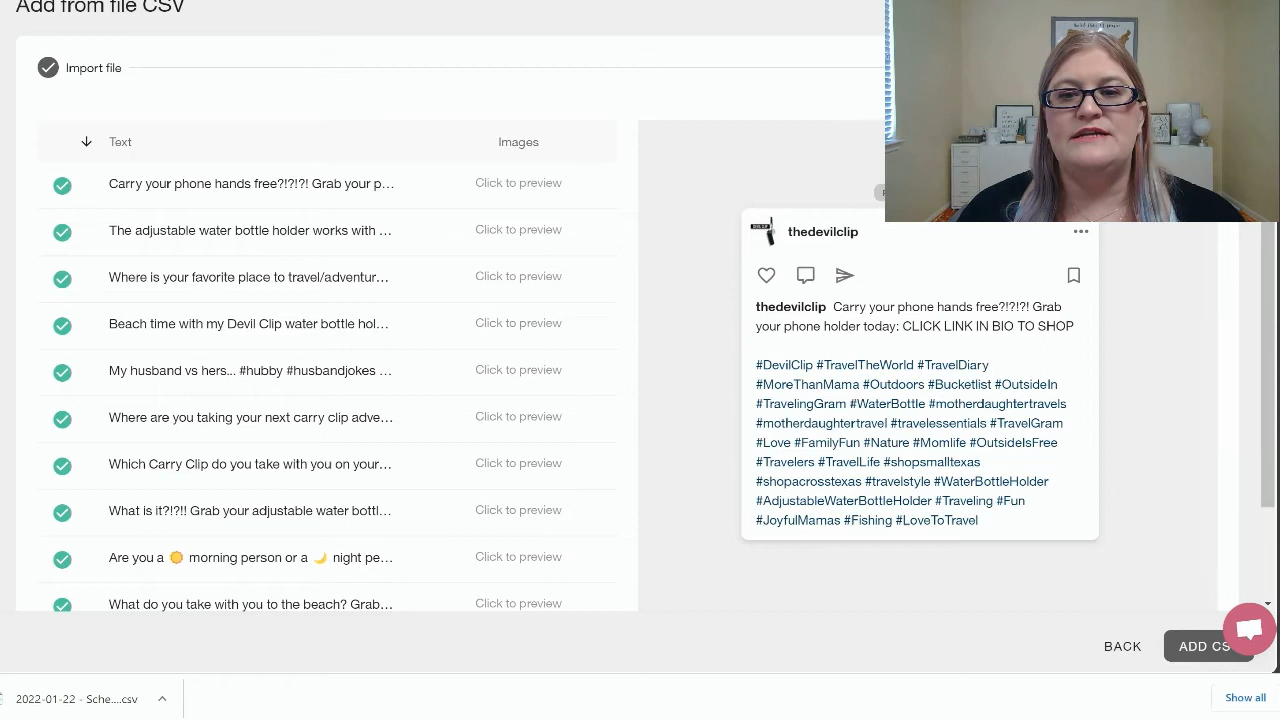 Add from file CSV
Import file
Text
Images
Carry your phone hands free?!?!?! Grab your p...
Click to preview
The adjustable water bottle holder works with ...
Click to preview
Where is your favorite place to travel/adventur...
Click to preview
Beach time with my Devil Clip water bottle hol...
Click to preview
My husband vs hers... #hubby #husbandjokes ...
Click to preview
Where are you taking your next carry clip adve...
Click to preview
Which Carry Clip do you take with you on your...
Click to preview
What is it?!?!! Grab your adjustable water bottl...
Click to preview
Are you a ☀️ morning person or a 🌙 night pe...
Click to preview
What do you take with you to the beach? Grab...
Click to preview
thedevilclip
thedevilclip Carry your phone hands free?!?!?! Grab
your phone holder today: CLICK LINK IN BIO TO SHOP
#DevilClip #TravelTheWorld #TravelDiary
#MoreThanMama #Outdoors #Bucketlist #OutsideIn
#TravelingGram #WaterBottle #motherdaughtertravels
#motherdaughtertravel #travelessentials #TravelGram
#Love #FamilyFun #Nature #Momlife #OutsideIsFree
#Travelers #TravelLife #shopsmalltexas
#shopacrosstexas #travelstyle #WaterBottleHolder
#AdjustableWaterBottleHolder #Traveling #Fun
#JoyfulMamas #Fishing #LoveToTravel
BACK
ADD CS
2022-01-22 - Sche....csv
Show all